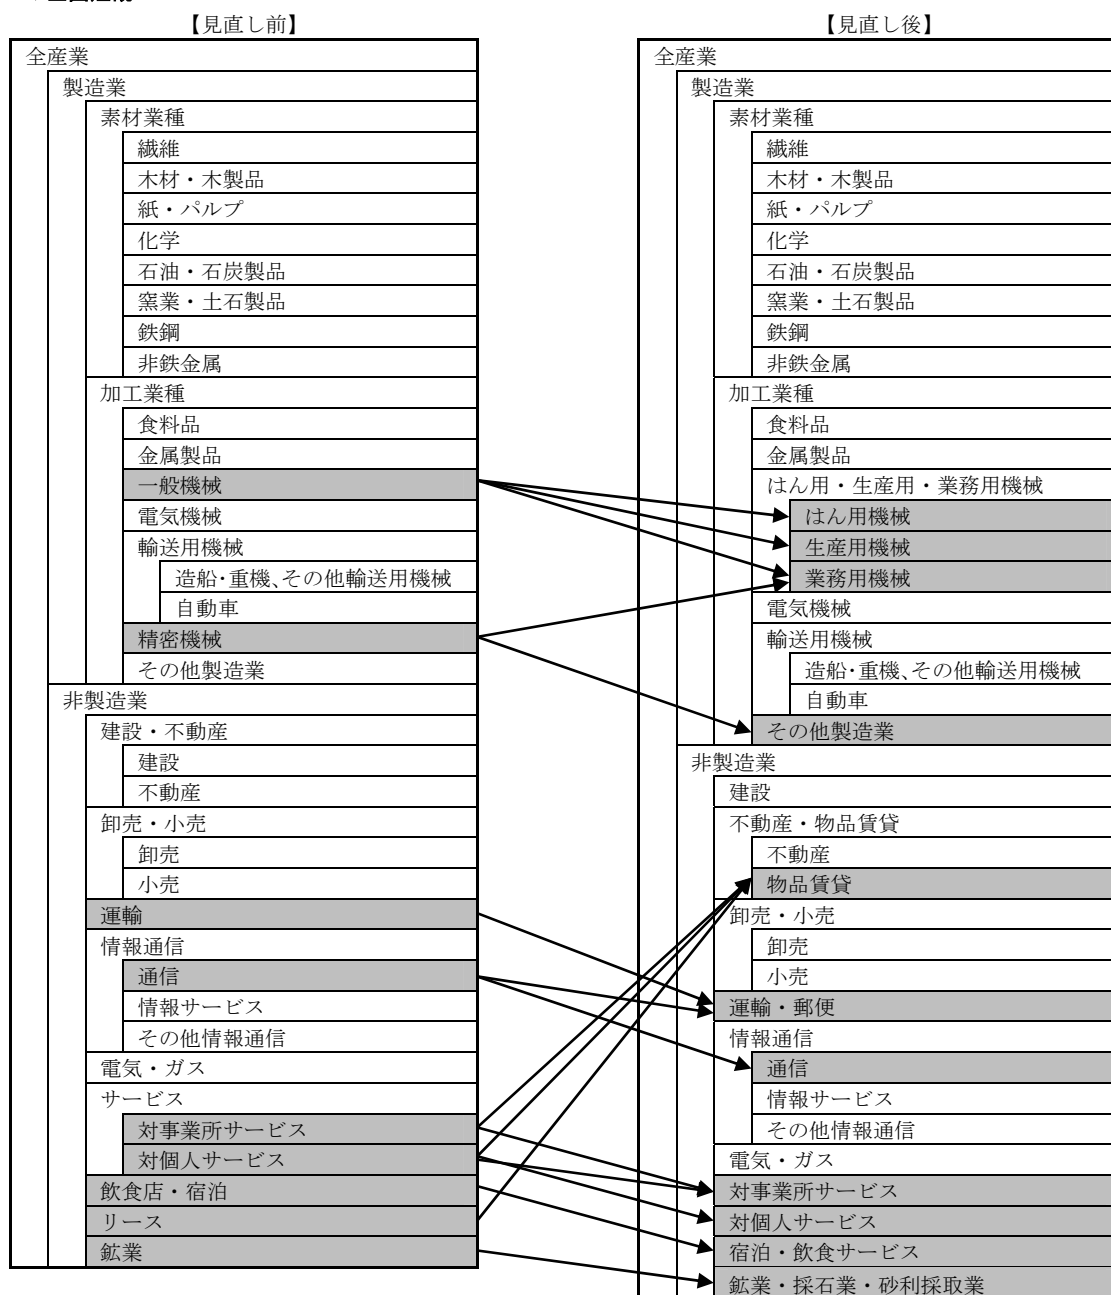 【見直し前】
全産業
製造業
素材業種
繊維
木材・木製品
紙・パルプ
化学
石油・石炭製品
窯業・土石製品
鉄鋼
非鉄金属
加工業種
食料品
金属製品
一般機械
電気機械
輸送用機械
造船・重機、その他輸送用機械
自動車
精密機械
その他製造業
非製造業
建設・不動産
建設
不動産
卸売・小売
卸売
小売
運輸
情報通信
通信
情報サービス
その他情報通信
電気・ガス
サービス
対事業所サービス
対個人サービス
飲食店・宿泊
リース
鉱業
【見直し後】
全産業
製造業
素材業種
繊維
木材・木製品
紙・パルプ
化学
石油・石炭製品
窯業・土石製品
鉄鋼
非鉄金属
加工業種
食料品
金属製品
はん用・生産用・業務用機械
はん用機械
生産用機械
業務用機械
電気機械
輸送用機械
造船・重機、その他輸送用機械
自動車
その他製造業
非製造業
建設
不動産・物品賃貸
不動産
物品賃貸
卸売・小売
卸売
小売
運輸・郵便
情報通信
通信
情報サービス
その他情報通信
電気・ガス
対事業所サービス
対個人サービス
宿泊・飲食サービス
鉱業・採石業・砂利採取業